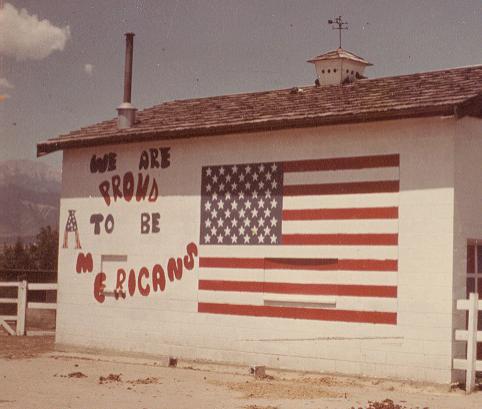 WE ARE
PROUD
TO BE
AMERICANS